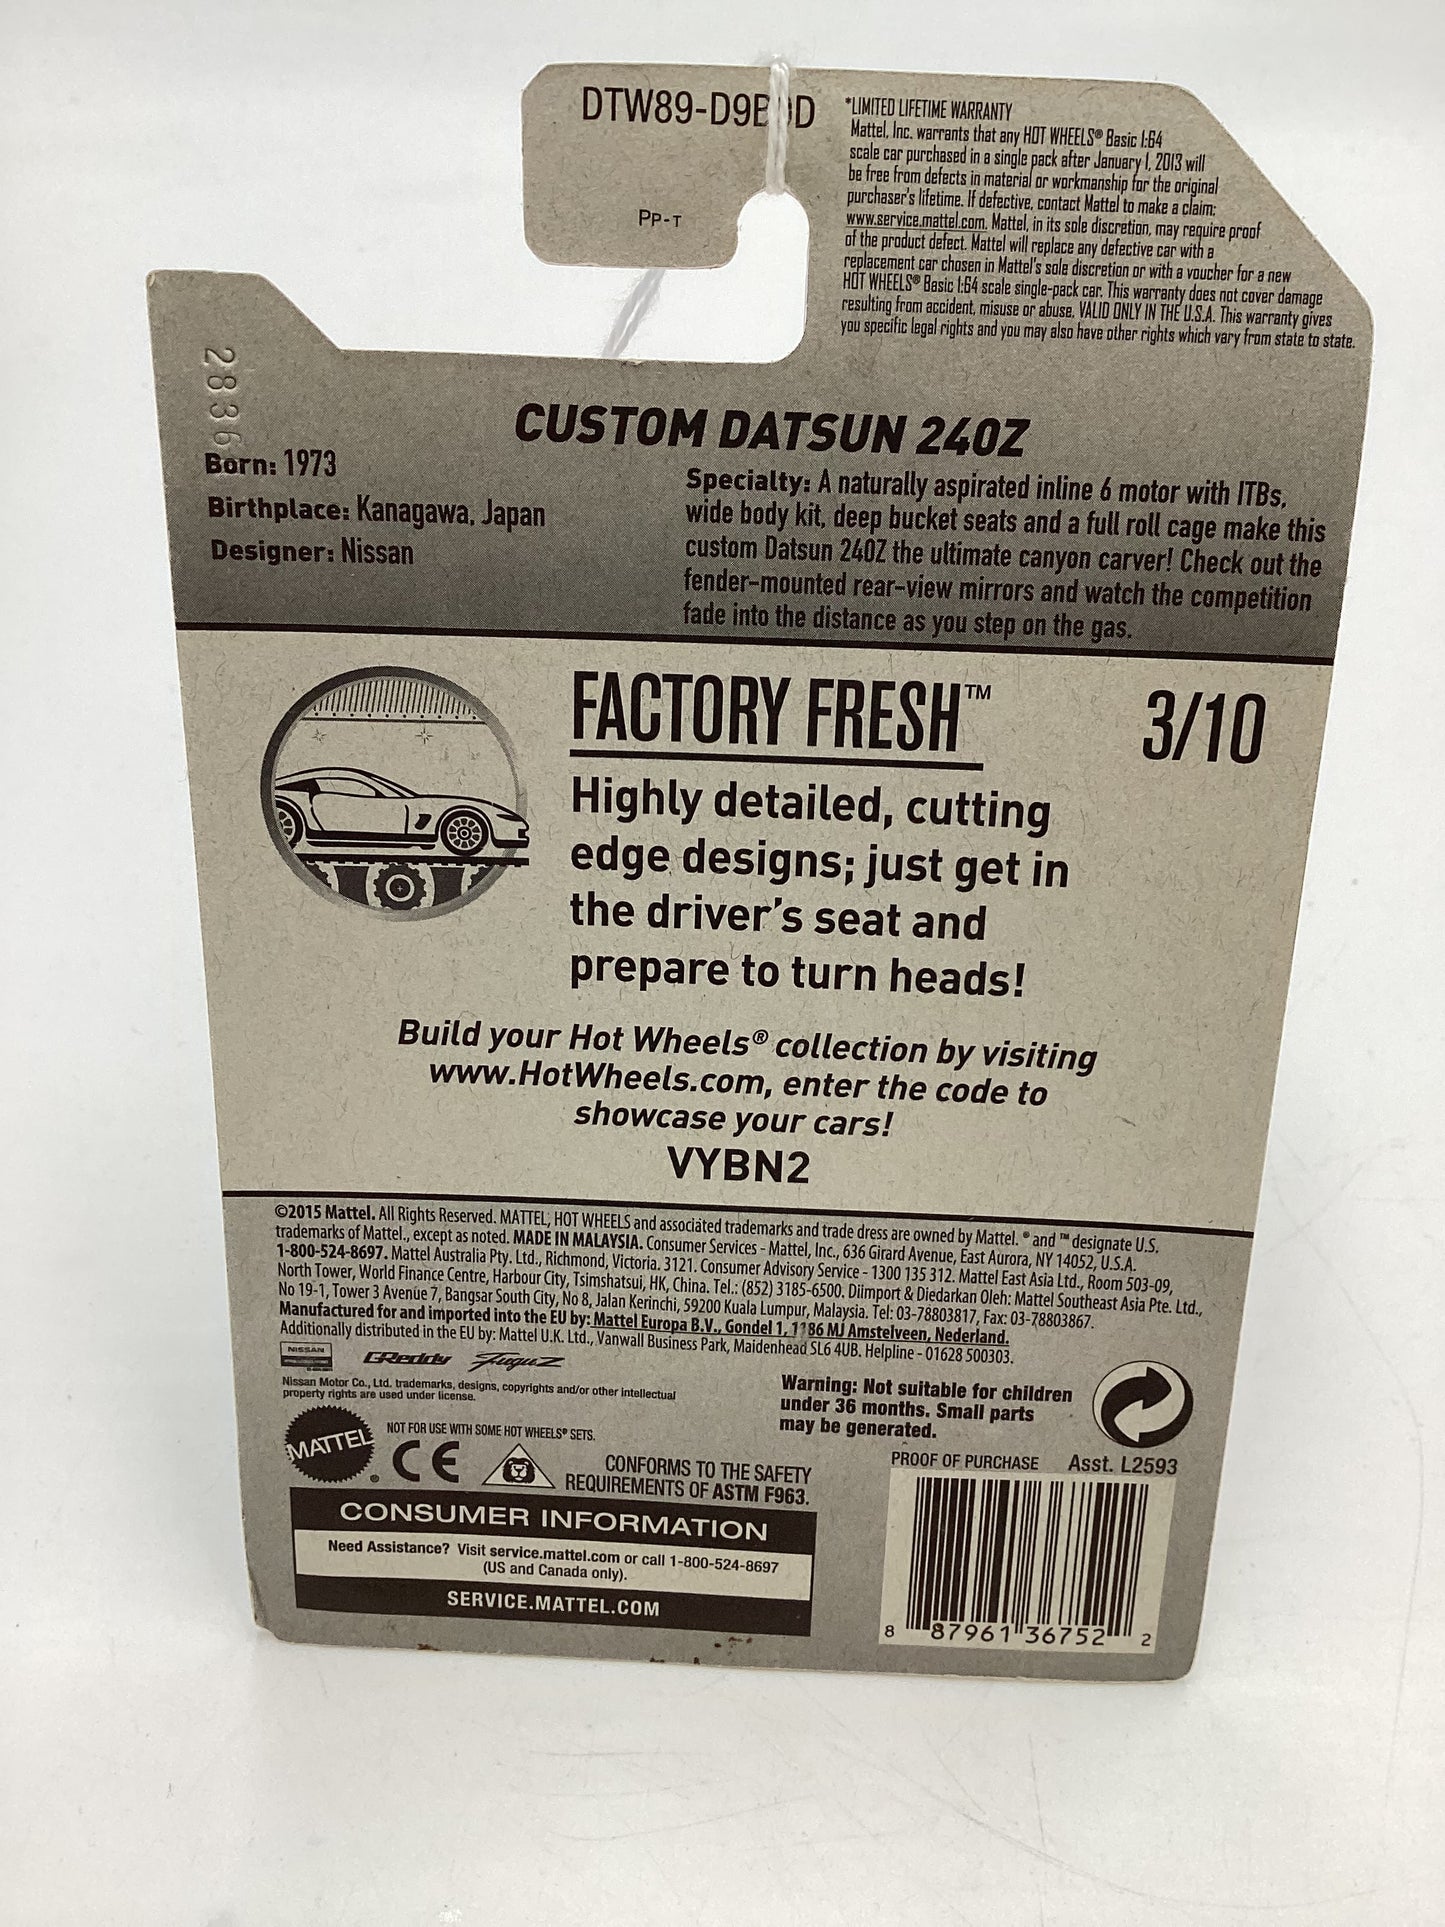 DTW89-D9B0D
PP-T
*LIMITED LIFETIME WARRANTY
Mattel, Inc. warrants that any HOT WHEELS® Basic 1:64
scale car purchased in a single pack after January 1, 2013 will
be free from defects in material or workmanship for the original
purchaser's lifetime. If defective, contact Mattel to make a claim:
www.service.mattel.com. Mattel, in its sole discretion, may require proof
of the product defect. Mattel will replace any defective car with a
replacement car chosen in Mattel's sole discretion or with a voucher for a new
HOT WHEELS® Basic 1:64 scale single-pack car. This warranty does not cover damage
resulting from accident, misuse or abuse. VALID ONLY IN THE U.S.A. This warranty gives
you specific legal rights and you may also have other rights which vary from state to state.
2836
CUSTOM DATSUN 240Z
Born: 1973
Birthplace: Kanagawa, Japan
Designer: Nissan
Specialty: A naturally aspirated inline 6 motor with ITBs,
wide body kit, deep bucket seats and a full roll cage make this
custom Datsun 240Z the ultimate canyon carver! Check out the
fender-mounted rear-view mirrors and watch the competition
fade into the distance as you step on the gas.
FACTORY FRESH™
3/10
Highly detailed, cutting
edge designs; just get in
the driver's seat and
prepare to turn heads!
Build your Hot Wheels® collection by visiting
www.HotWheels.com, enter the code to
showcase your cars!
VYBN2
©2015 Mattel. All Rights Reserved. MATTEL, HOT WHEELS and associated trademarks and trade dress are owned by Mattel. ® and ™ designate U.S.
trademarks of Mattel., except as noted. MADE IN MALAYSIA. Consumer Services - Mattel, Inc., 636 Girard Avenue, East Aurora, NY 14052, U.S.A.
1-800-524-8697. Mattel Australia Pty. Ltd., Richmond, Victoria. 3121. Consumer Advisory Service - 1300 135 312. Mattel East Asia Ltd., Room 503-09,
North Tower, World Finance Centre, Harbour City, Tsimshatsui, HK, China. Tel.: (852) 3185-6500. Diimport & Diedarkan Oleh: Mattel Southeast Asia Pte. Ltd.,
No 19-1, Tower 3 Avenue 7, Bangsar South City, No 8, Jalan Kerinchi, 59200 Kuala Lumpur, Malaysia. Tel: 03-78803817, Fax: 03-78803867.
Manufactured for and imported into the EU by: Mattel Europa B.V., Gondel 1, 1186 MJ Amstelveen, Nederland.
Additionally distributed in the EU by: Mattel U.K. Ltd., Vanwall Business Park, Maidenhead SL6 4UB. Helpline - 01628 500303.
NISSAN
GReddy
FuguZ
Nissan Motor Co., Ltd. trademarks, designs, copyrights and/or other intellectual
property rights are used under license.
Warning: Not suitable for children
under 36 months. Small parts
may be generated.
MATTEL®
NOT FOR USE WITH SOME HOT WHEELS® SETS.
CE
CONFORMS TO THE SAFETY
REQUIREMENTS OF ASTM F963.
PROOF OF PURCHASE
Asst. L2593
CONSUMER INFORMATION
Need Assistance? Visit service.mattel.com or call 1-800-524-8697
(US and Canada only).
SERVICE.MATTEL.COM
8 87961 36752 2